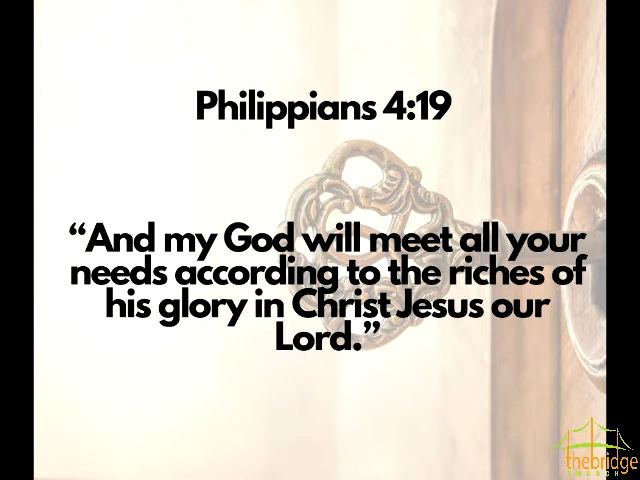 Philippians 4:19
“And my God will meet all your
needs according to the riches of
his glory in Christ Jesus our
Lord.”
thebridge
CHURCH